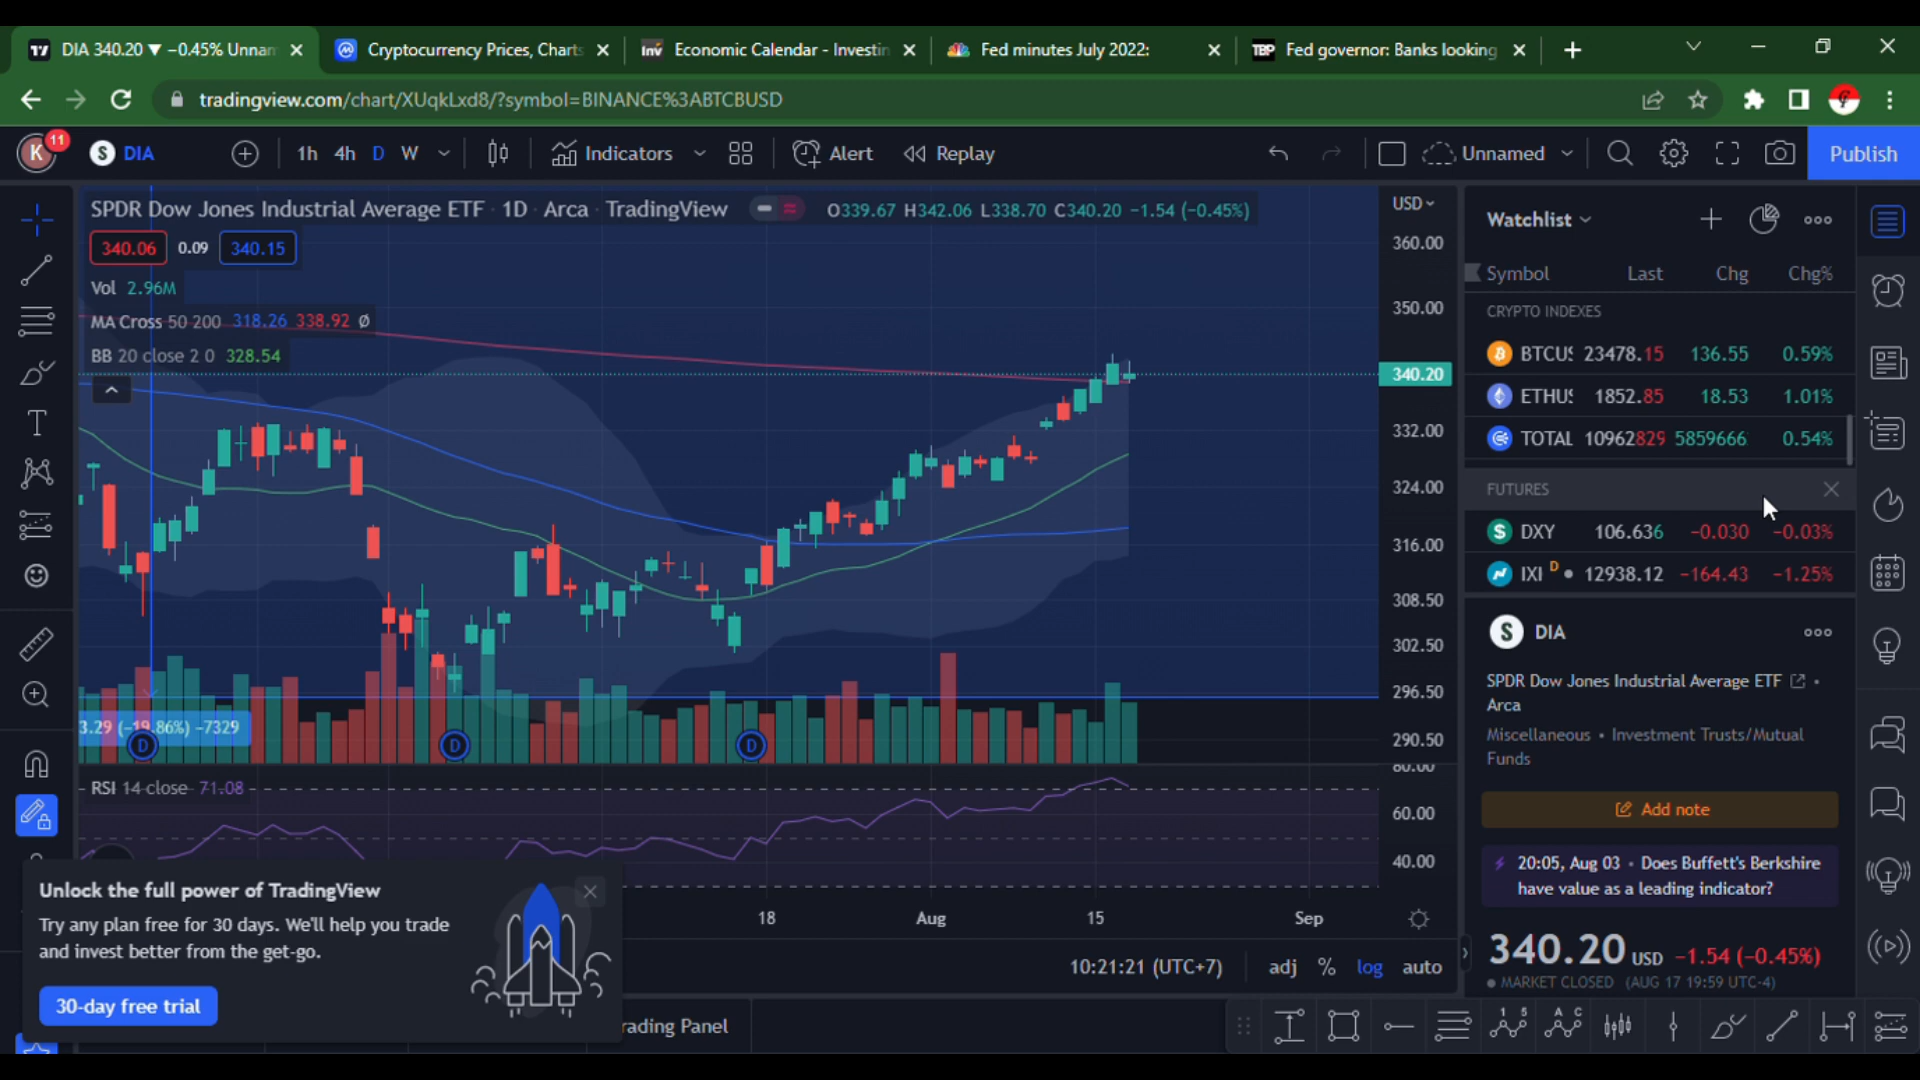 DIA 340.20 ▼ −0.45% Unnan
Cryptocurrency Prices, Charts
Inv Economic Calendar - Investin
Fed minutes July 2022:
TBP Fed governor: Banks looking
tradingview.com/chart/XUqkLxd8/?symbol=BINANCE%3ABTCBUSD
K 11
S DIA
1h 4h D W
Indicators
Alert
Replay
Unnamed
Publish
SPDR Dow Jones Industrial Average ETF · 1D · Arca · TradingView
O339.67 H342.06 L338.70 C340.20 −1.54 (−0.45%)
USD
340.06 0.09 340.15
Vol 2.96M
MA Cross 50 200 318.26 338.92 Ø
BB 20 close 2 0 328.54
360.00
350.00
340.20
332.00
324.00
316.00
308.50
302.50
296.50
290.50
3.29 (−19.86%) −7329
D D D
RSI 14 close 71.08
80.00
60.00
40.00
18 Aug 15 Sep
10:21:21 (UTC+7) adj % log auto
Unlock the full power of TradingView
Try any plan free for 30 days. We'll help you trade
and invest better from the get-go.
30-day free trial
rading Panel
Watchlist
Symbol Last Chg Chg%
CRYPTO INDEXES
BTCUS 23478.15 136.55 0.59%
ETHUS 1852.85 18.53 1.01%
TOTAL 10962829 5859666 0.54%
FUTURES
DXY 106.636 −0.030 −0.03%
IXI D 12938.12 −164.43 −1.25%
S DIA
SPDR Dow Jones Industrial Average ETF •
Arca
Miscellaneous • Investment Trusts/Mutual
Funds
Add note
20:05, Aug 03 • Does Buffett's Berkshire
have value as a leading indicator?
340.20 USD −1.54 (−0.45%)
● MARKET CLOSED (AUG 17 19:59 UTC-4)
1 5
A C